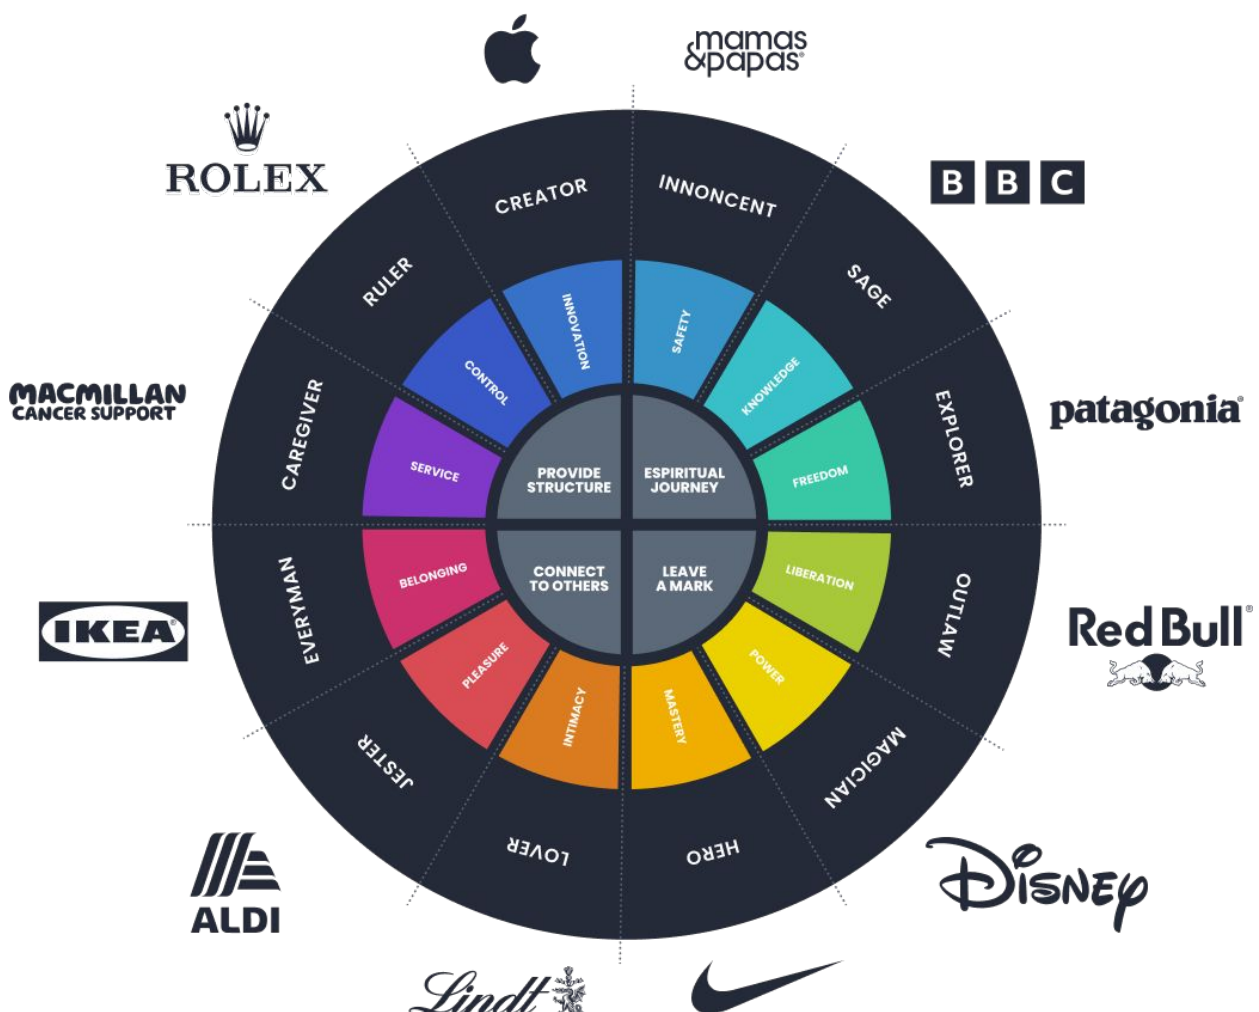 mamas
&papas®
ROLEX
BBC
CREATOR
INNONCENT
RULER
SAGE
INNOVATION
SAFETY
CONTROL
KNOWLEDGE
MACMILLAN
CANCER SUPPORT
CAREGIVER
EXPLORER
patagonia®
SERVICE
PROVIDE
STRUCTURE
ESPIRITUAL
JOURNEY
FREEDOM
BELONGING
CONNECT
TO OTHERS
LEAVE
A MARK
LIBERATION
IKEA®
EVERYMAN
OUTLAW
Red Bull®
PLEASURE
POWER
INTIMACY
MASTERY
JESTER
MAGICIAN
LOVER
HERO
ALDI
DISNEY
Lindt